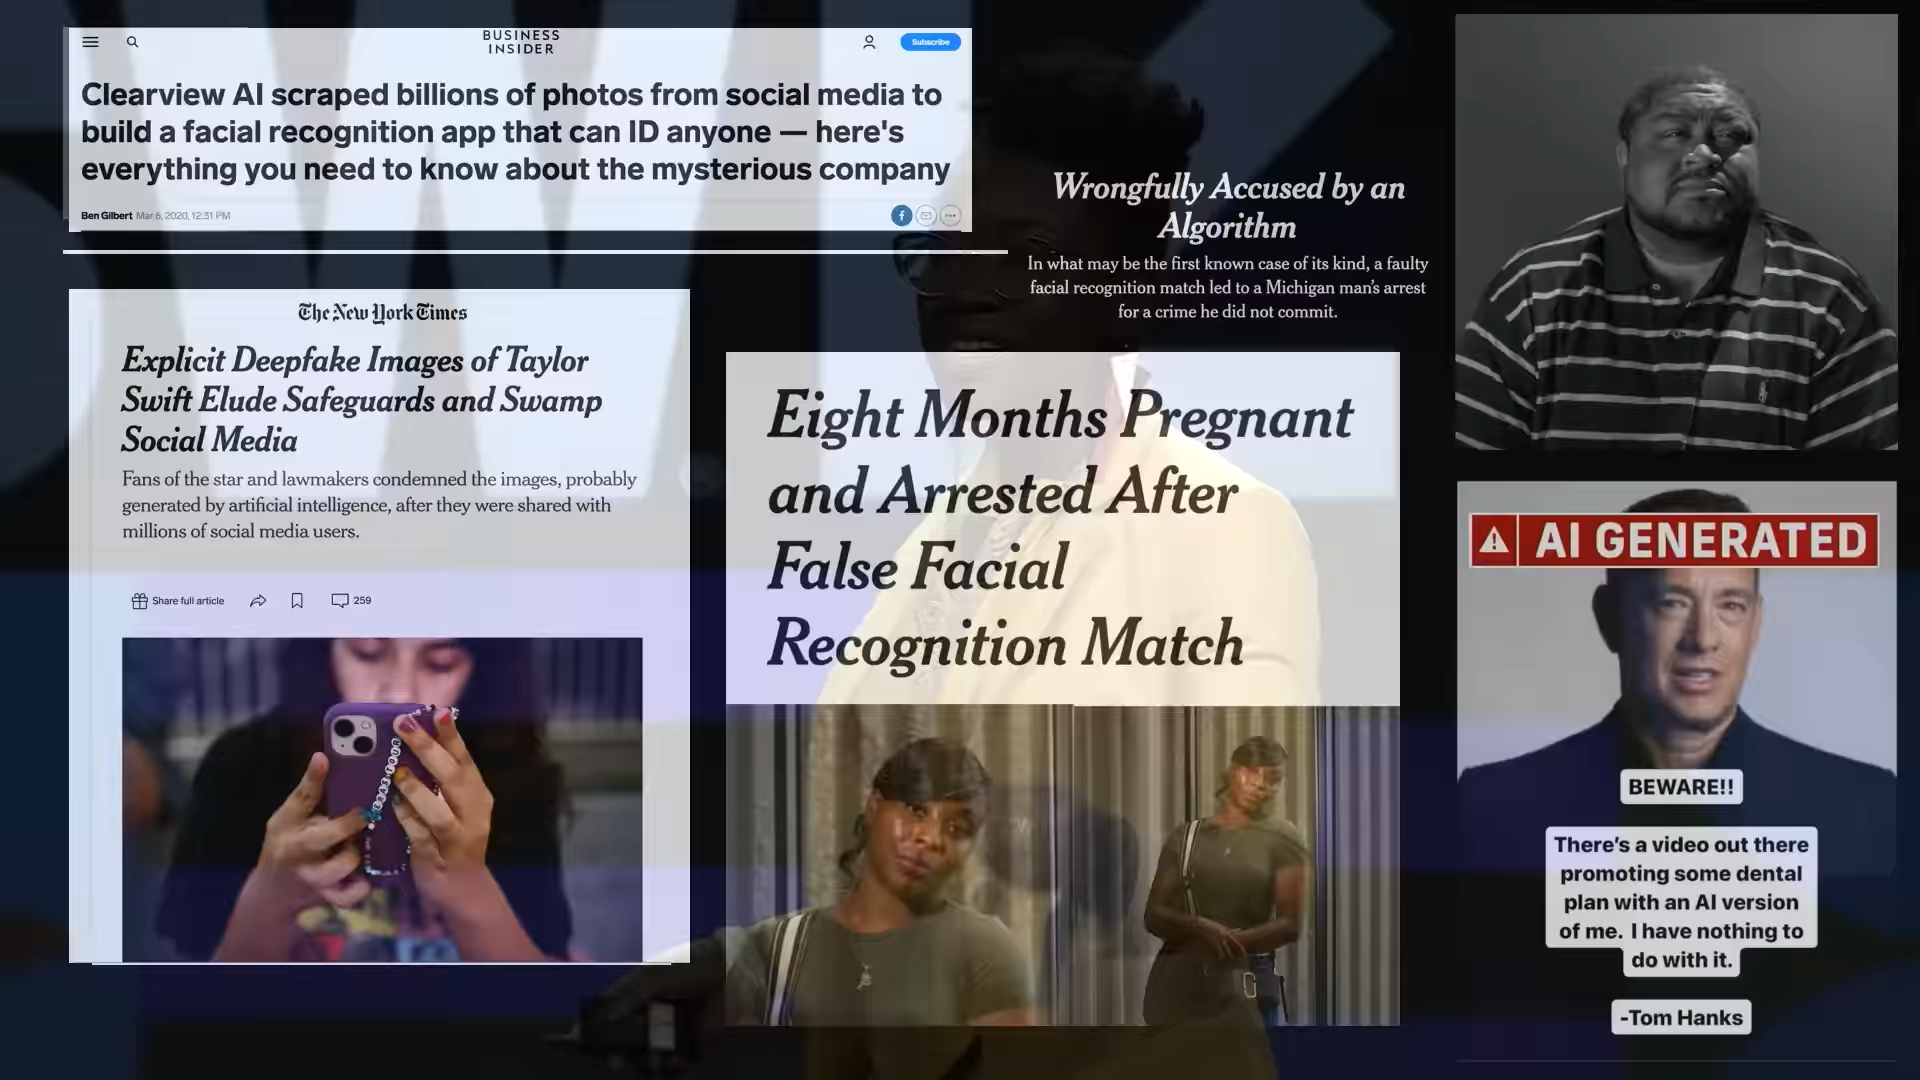 BUSINESS
INSIDER
Subscribe
Clearview AI scraped billions of photos from social media to
build a facial recognition app that can ID anyone — here's
everything you need to know about the mysterious company
Ben Gilbert Mar 6, 2020, 12:31 PM
The New York Times
Explicit Deepfake Images of Taylor
Swift Elude Safeguards and Swamp
Social Media
Fans of the star and lawmakers condemned the images, probably
generated by artificial intelligence, after they were shared with
millions of social media users.
Share full article
259
Wrongfully Accused by an
Algorithm
In what may be the first known case of its kind, a faulty
facial recognition match led to a Michigan man's arrest
for a crime he did not commit.
Eight Months Pregnant
and Arrested After
False Facial
Recognition Match
AI GENERATED
BEWARE!!
There's a video out there
promoting some dental
plan with an AI version
of me. I have nothing to
do with it.
-Tom Hanks